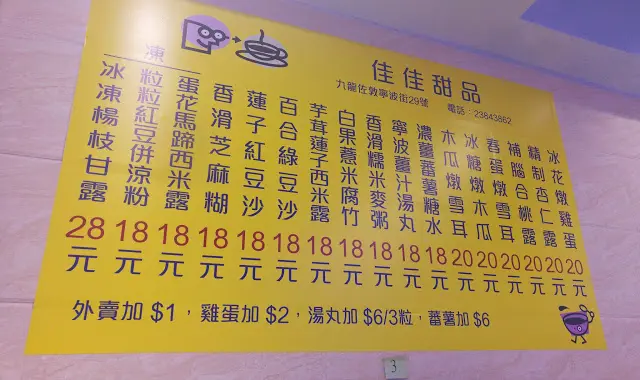 佳佳甜品
九龍佐敦寧波街29號
電話：23843862
冰花燉雞蛋 20元
精制杏仁露 20元
補腦合桃露 20元
春蛋燉雪耳 20元
冰糖燉木瓜 20元
木瓜燉雪耳 20元
濃薑蕃薯糖水 18元
寧波薑汁湯丸 18元
香滑糯米麥粥 18元
白果薏米腐竹 18元
芋茸蓮子西米露 18元
百合綠豆沙 18元
蓮子紅豆沙 18元
香滑芝麻糊 18元
蛋花馬蹄西米露 18元
凍粒粒紅豆併涼粉 18元
冰凍楊枝甘露 28元
外賣加 $1，雞蛋加 $2，湯丸加 $6/3粒，蕃薯加 $6
3